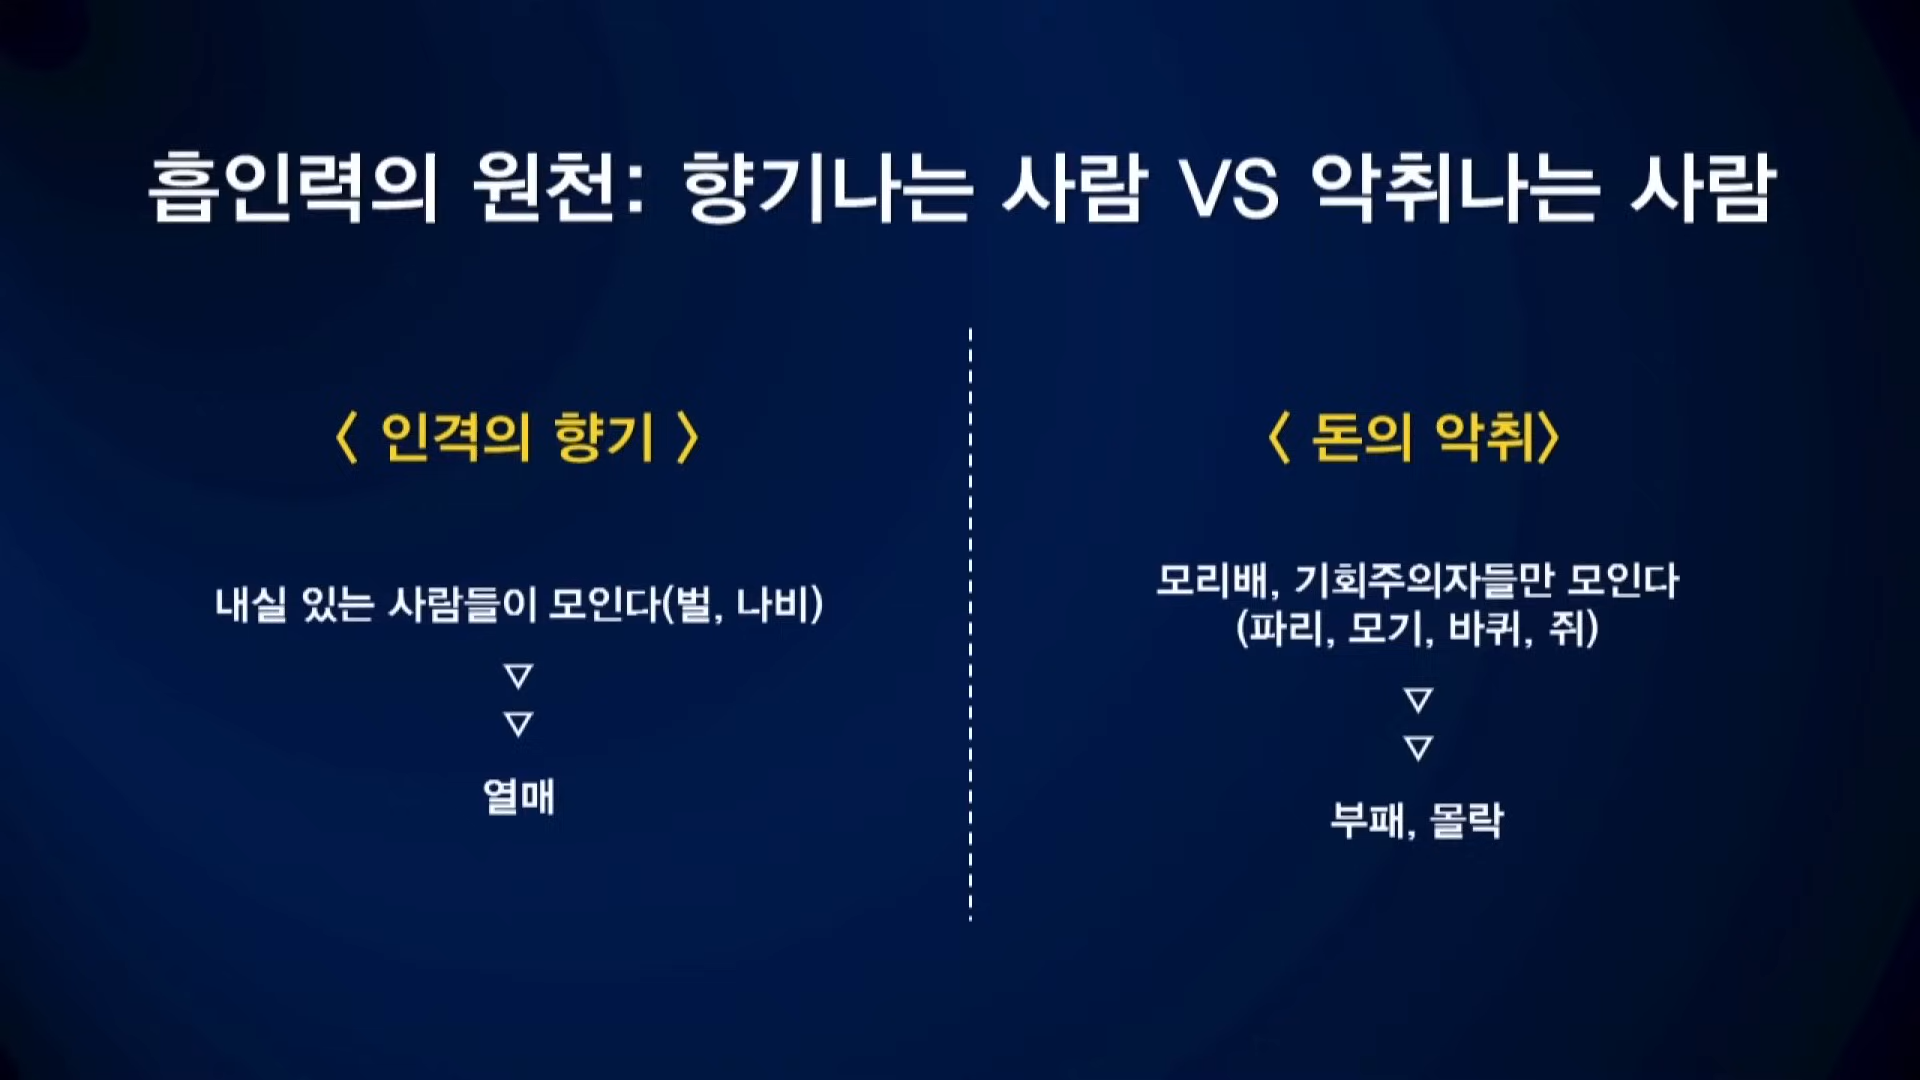 흡인력의 원천: 향기나는 사람 VS 악취나는 사람
< 인격의 향기 >
내실 있는 사람들이 모인다(벌, 나비)
▽
▽
열매
< 돈의 악취>
모리배, 기회주의자들만 모인다
(파리, 모기, 바퀴, 쥐)
▽
▽
부패, 몰락